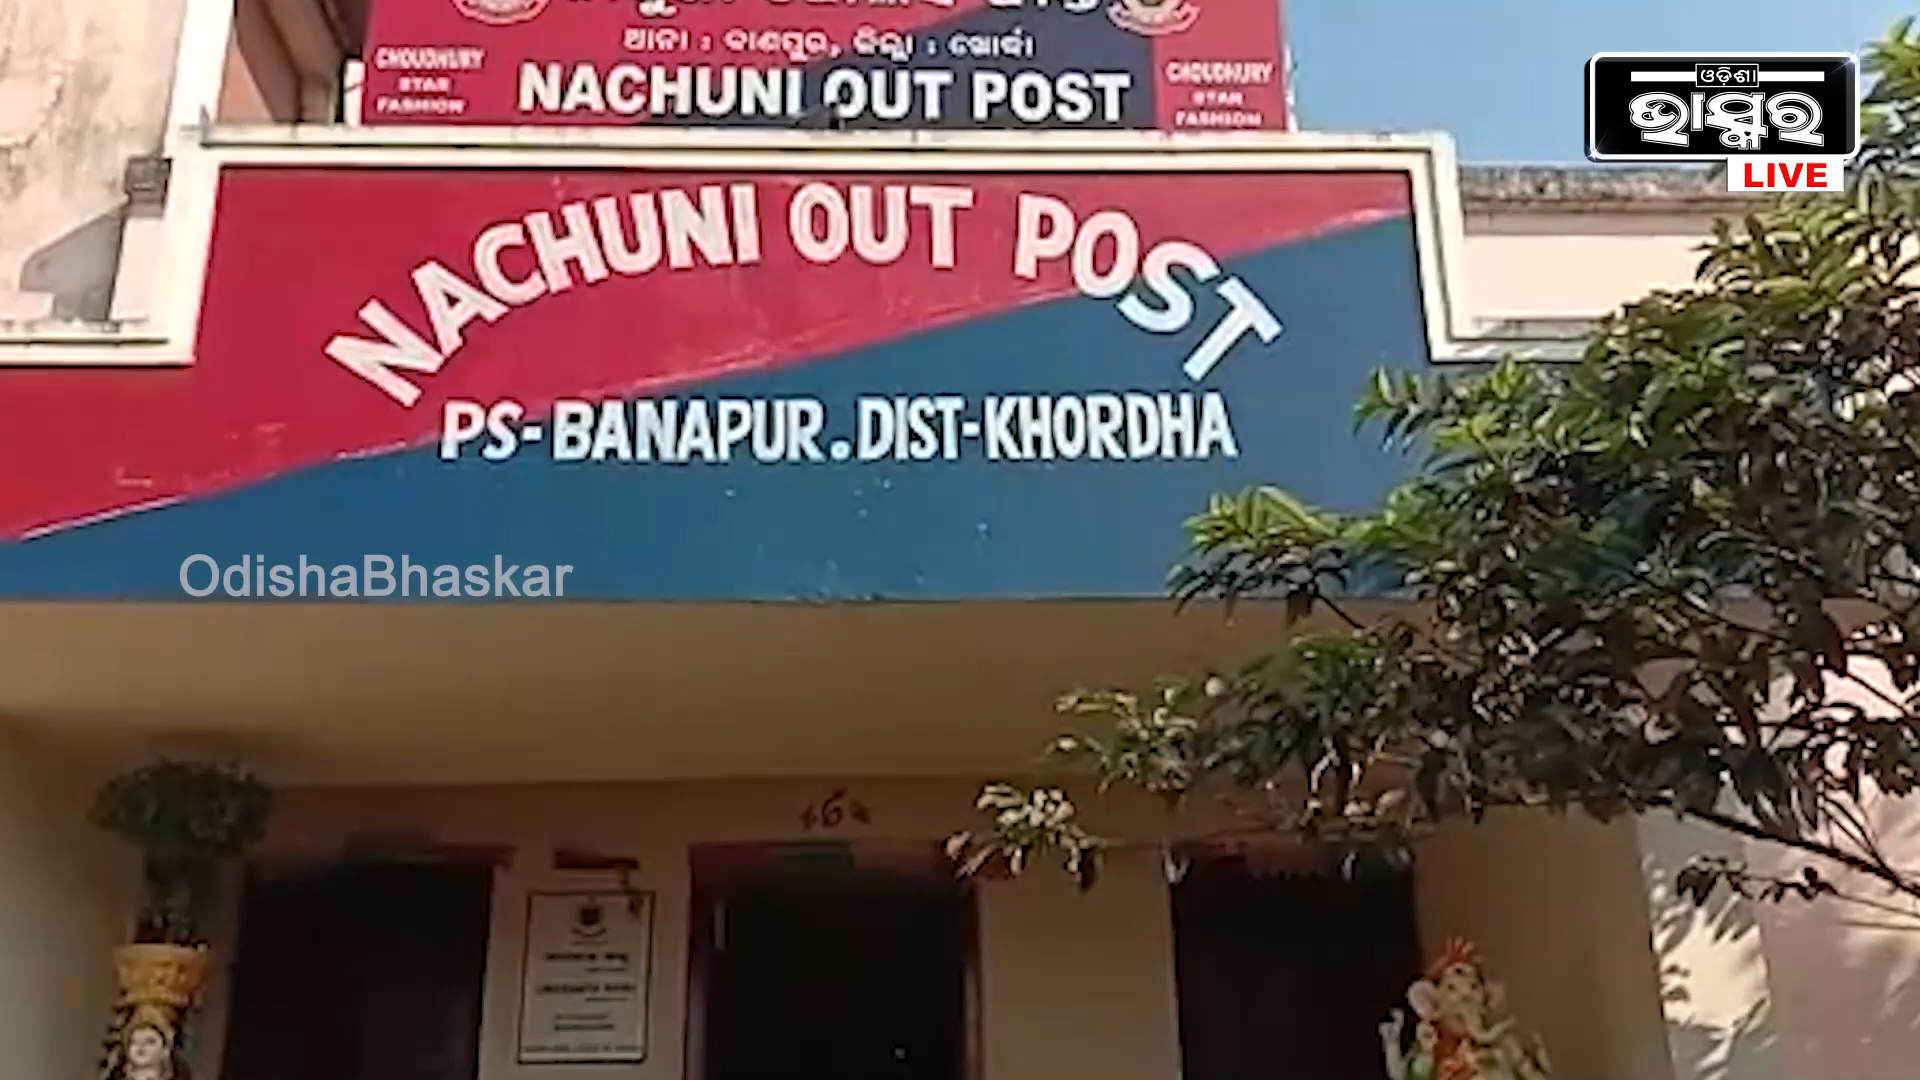 ଥାନା : ବାଣପୁର, ଜିଲ୍ଲା : ଖୋର୍ଦ୍ଧା
CHOUDHURY
STAR
FASHION
NACHUNI OUT POST
CHOUDHURY
STAR
FASHION
ଓଡ଼ିଶା
ଭାସ୍କର
LIVE
NACHUNI OUT POST
PS-BANAPUR.DIST-KHORDHA
OdishaBhaskar